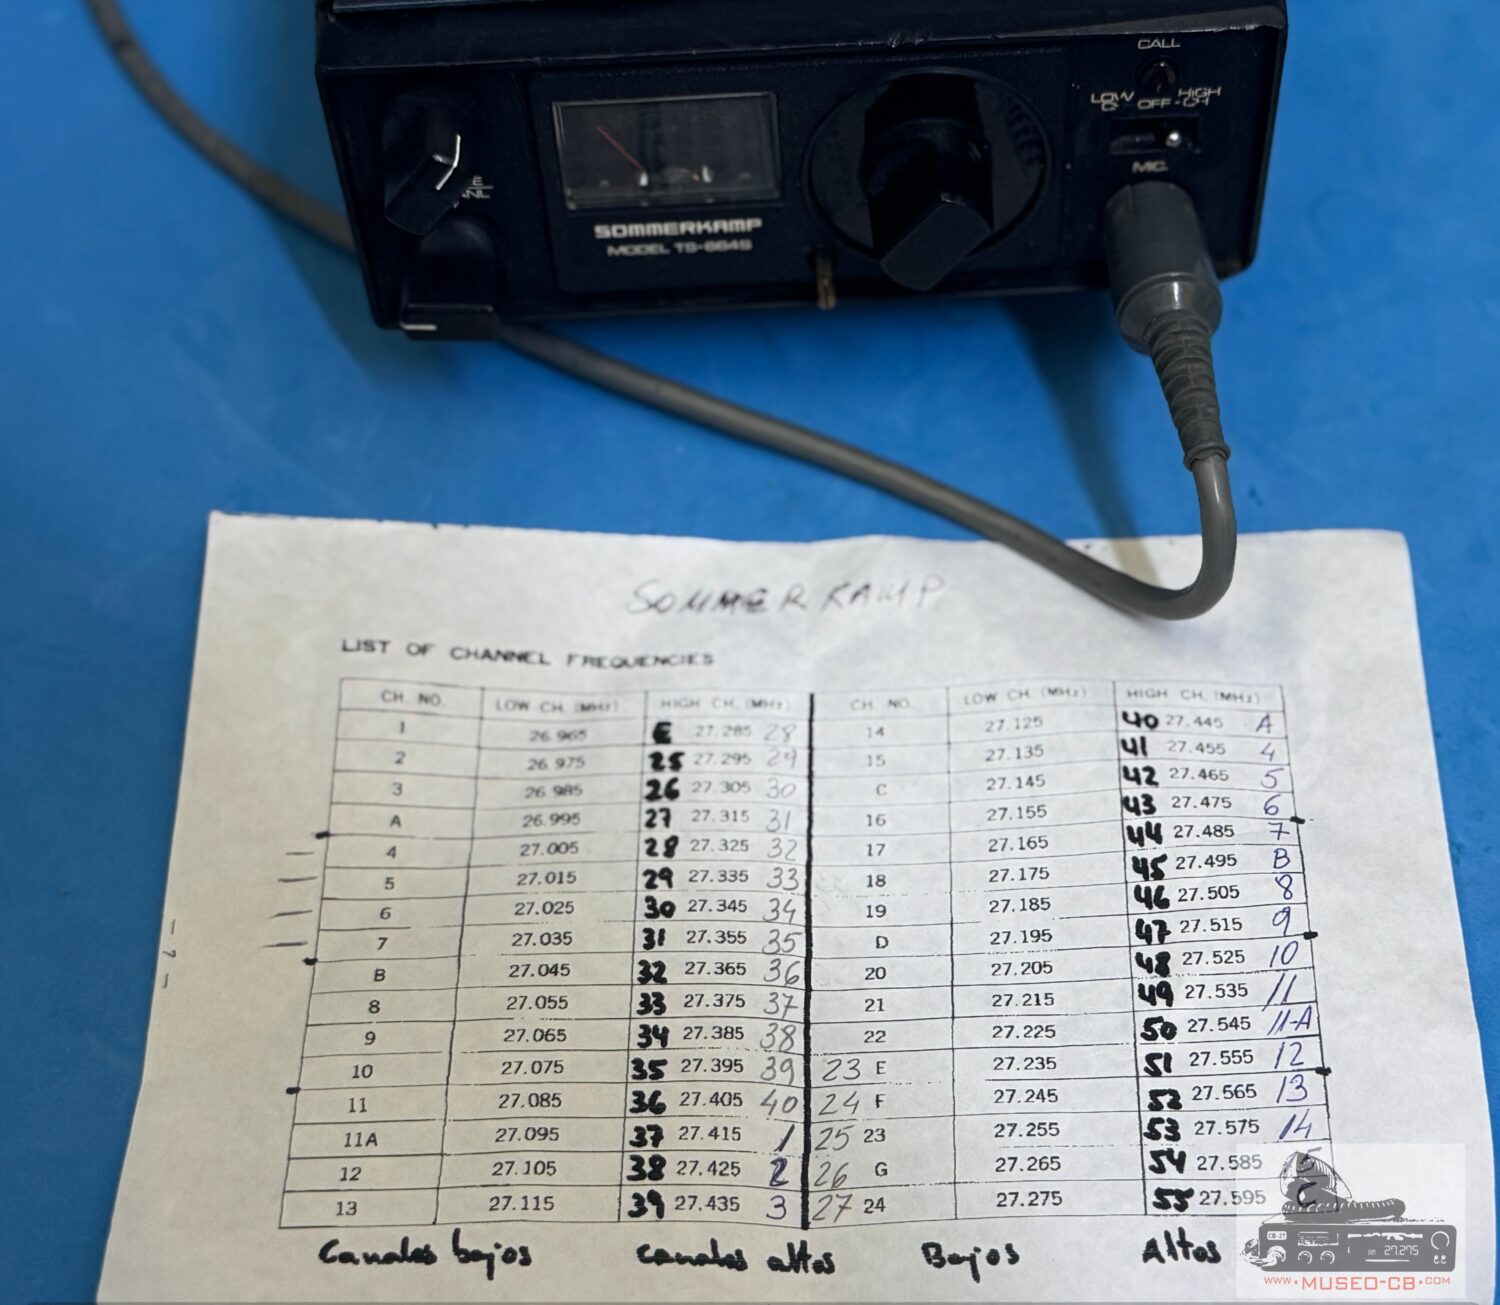 CALL
LOW OFF HIGH
CH
MIC.
SOMMERKAMP
MODEL TS-664S
SOMMERKAMP
LIST OF CHANNEL FREQUENCIES
CH. NO. LOW CH. (MHz) HIGH CH. (MHz) CH. NO. LOW CH. (MHz) HIGH CH. (MHz)
1 26.965 E 27.285 28 14 27.125 40 27.445 A
2 26.975 25 27.295 29 15 27.135 41 27.455 4
3 26.985 26 27.305 30 C 27.145 42 27.465 5
A 26.995 27 27.315 31 16 27.155 43 27.475 6
4 27.005 28 27.325 32 17 27.165 44 27.485 7
5 27.015 29 27.335 33 18 27.175 45 27.495 B
6 27.025 30 27.345 34 19 27.185 46 27.505 8
7 27.035 31 27.355 35 D 27.195 47 27.515 9
B 27.045 32 27.365 36 20 27.205 48 27.525 10
8 27.055 33 27.375 37 21 27.215 49 27.535 11
9 27.065 34 27.385 38 22 27.225 50 27.545 11-A
10 27.075 35 27.395 39 23 E 27.235 51 27.555 12
11 27.085 36 27.405 40 24 F 27.245 52 27.565 13
11A 27.095 37 27.415 1 25 23 27.255 53 27.575 14
12 27.105 38 27.425 2 26 G 27.265 54 27.585
13 27.115 39 27.435 3 27 24 27.275 55 27.595 C
Canales bajos canales altos Bajos Altos
CB-27 27.275
www.MUSEO-CB.COM